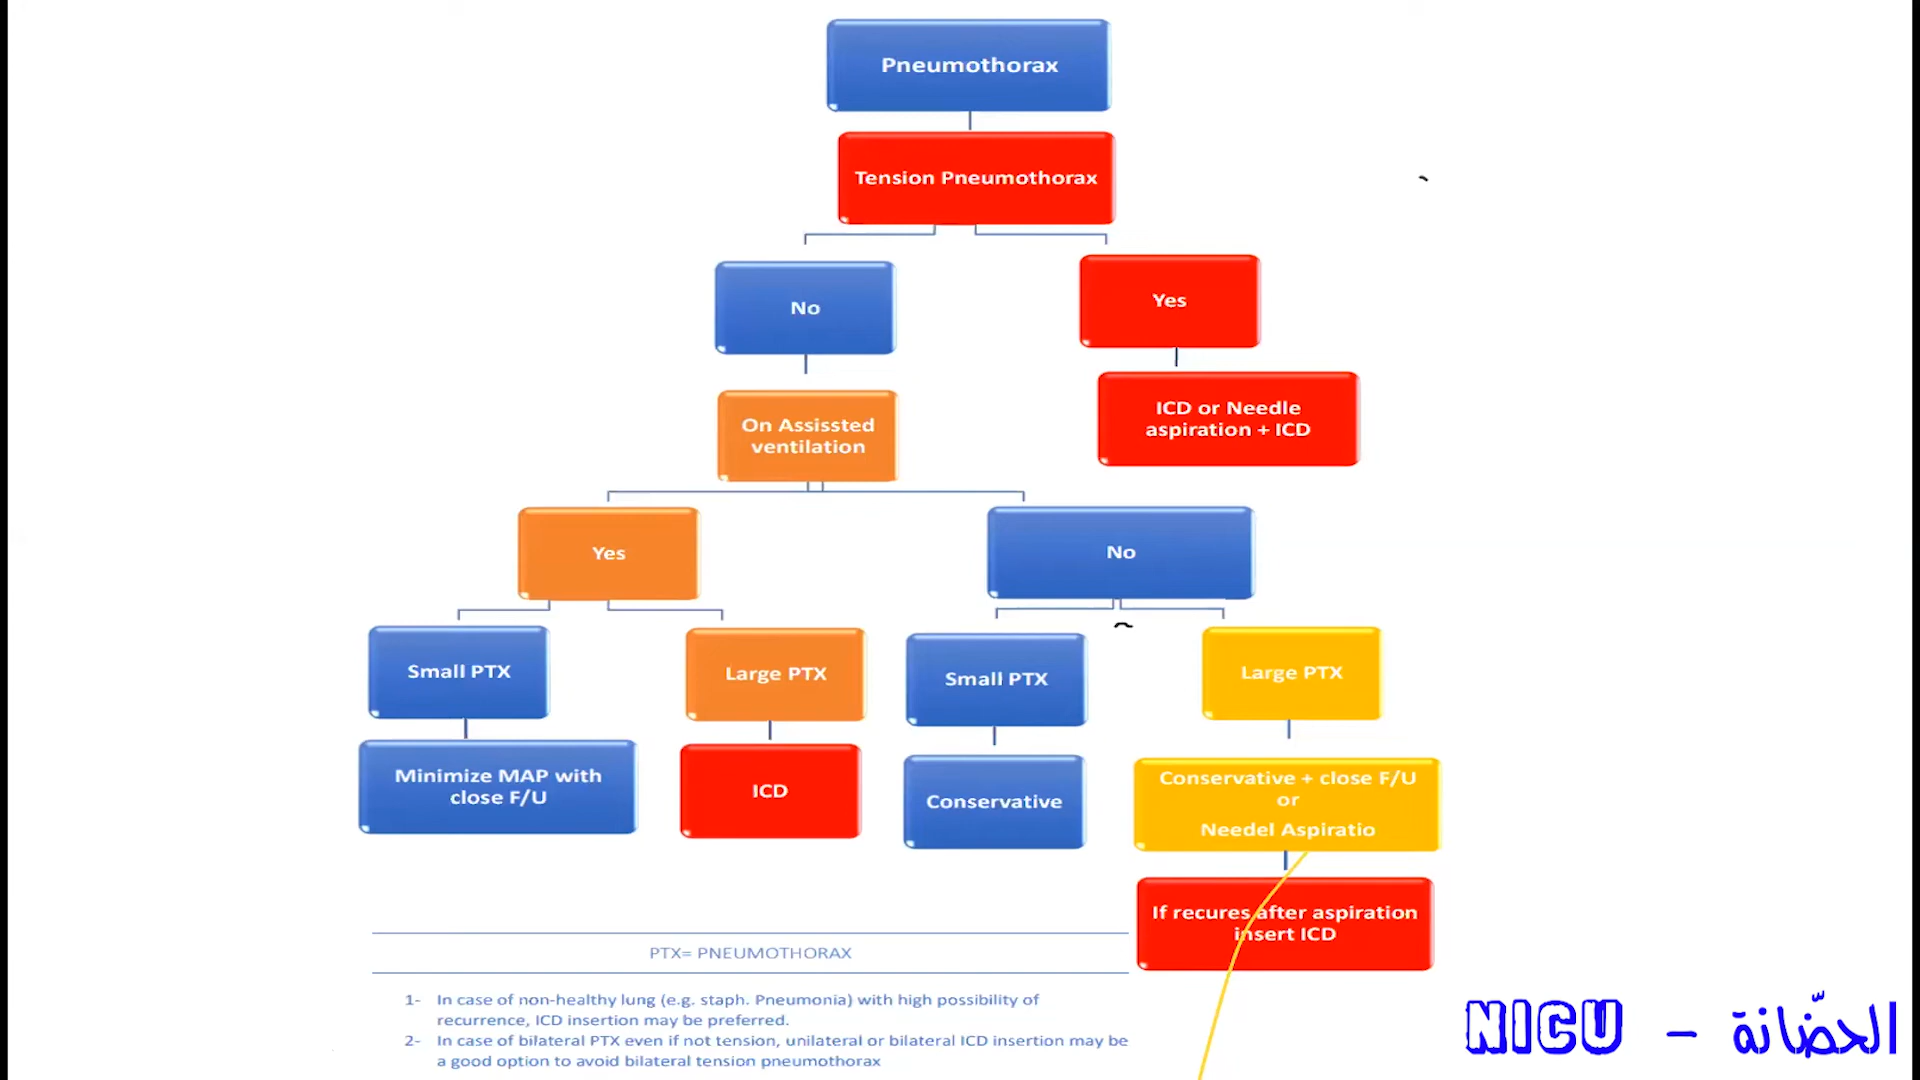 Pneumothorax
Tension Pneumothorax
No
Yes
On Assissted
ventilation
ICD or Needle
aspiration + ICD
Yes
No
Small PTX
Large PTX
Small PTX
Large PTX
Minimize MAP with
close F/U
ICD
Conservative
Conservative + close F/U
or
Needel Aspiratio
If recures after aspiration
insert ICD
PTX= PNEUMOTHORAX
1- In case of non-healthy lung (e.g. staph. Pneumonia) with high possibility of
recurrence, ICD insertion may be preferred.
2- In case of bilateral PTX even if not tension, unilateral or bilateral ICD insertion may be
a good option to avoid bilateral tension pneumothorax
NICU - الحضّانة